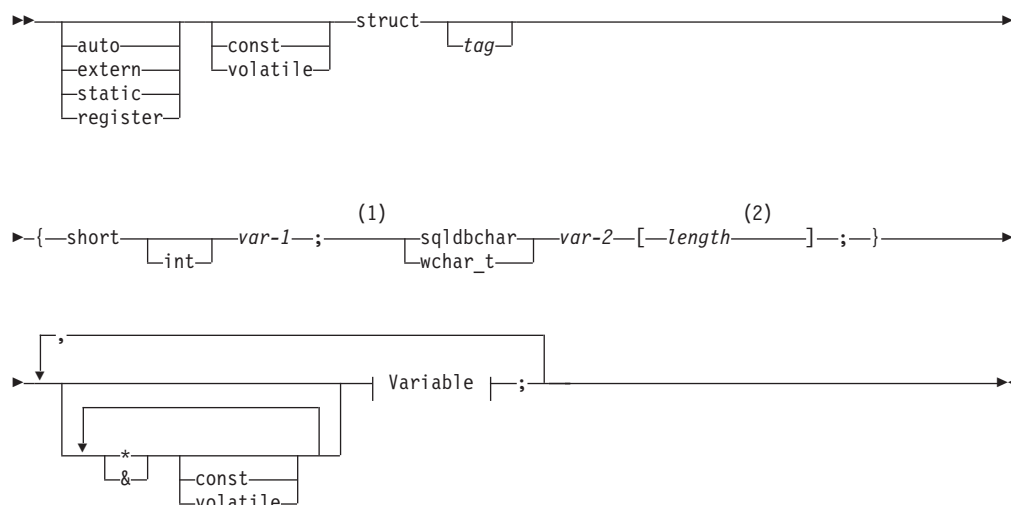 struct
auto const tag
extern volatile
static
register
(1) (2)
{ short var-1 ; sqldbchar var-2 [ length ] ; }
int wchar_t
,
Variable ;
*
& const
volatile